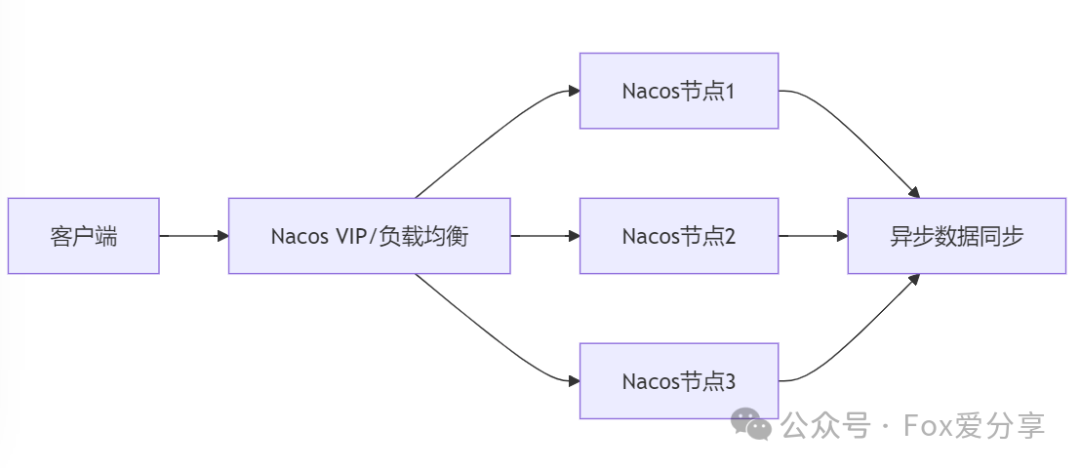 Nacos节点1
客户端
Nacos VIP/负载均衡
Nacos节点2
异步数据同步
Nacos节点3
公众号 · Fox爱分享